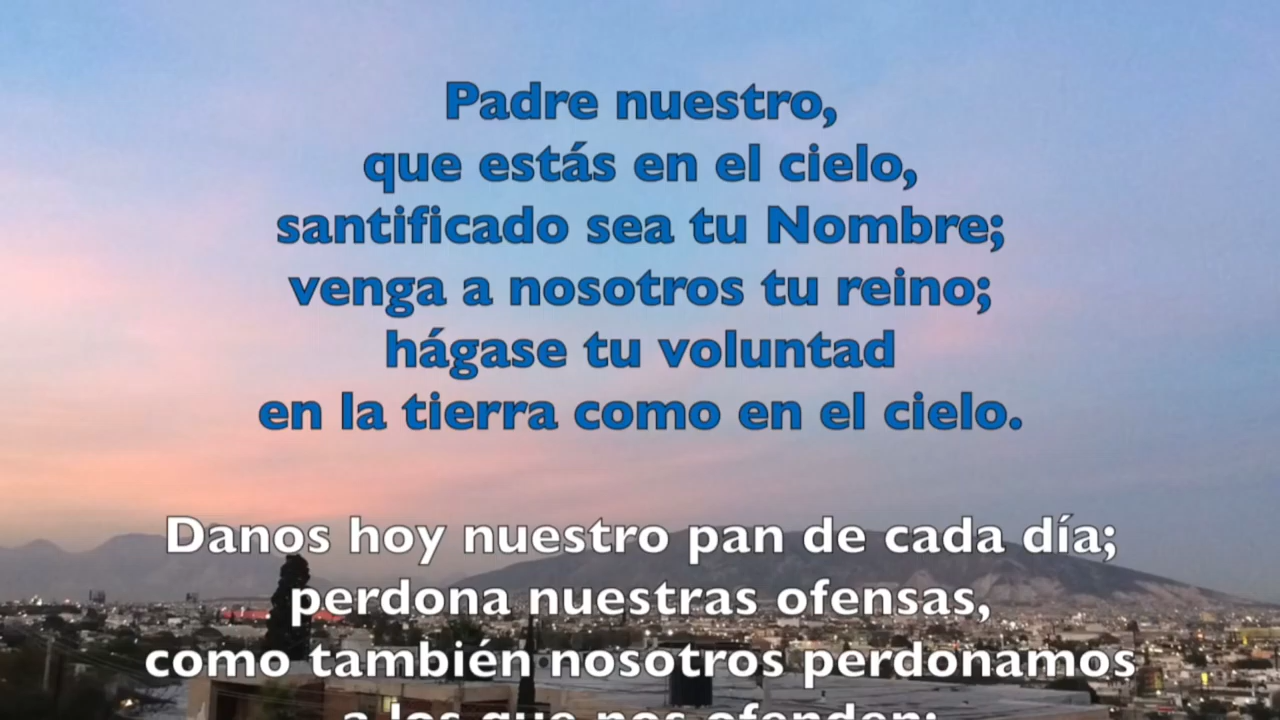 Padre nuestro,
que estás en el cielo,
santificado sea tu Nombre;
venga a nosotros tu reino;
hágase tu voluntad
en la tierra como en el cielo.
Danos hoy nuestro pan de cada día;
perdona nuestras ofensas,
como también nosotros perdonamos
a los que nos ofenden;